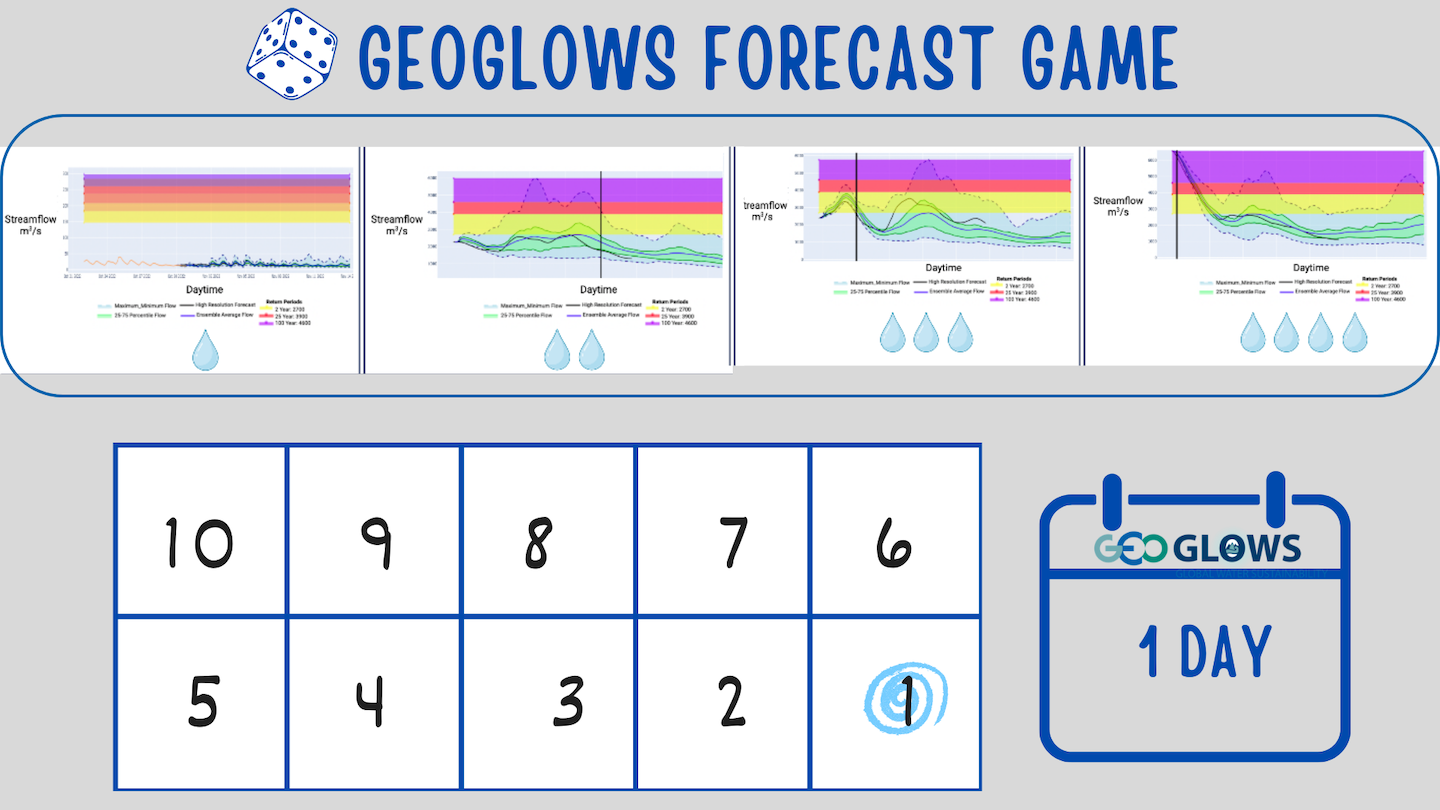 GEOGLOWS FORECAST GAME
Streamflow
m³/s
Daytime
Maximum_Minimum Flow
High Resolution Forecast
25-75 Percentile Flow
Ensemble Average Flow
Return Periods
2 Year: 2700
25 Year: 3900
100 Year: 4600
Streamflow
m³/s
Daytime
Maximum_Minimum Flow
High Resolution Forecast
25-75 Percentile Flow
Ensemble Average Flow
Return Periods
2 Year: 2700
25 Year: 3900
100 Year: 4600
treamflow
m³/s
Daytime
Maximum_Minimum Flow
High Resolution Forecast
25-75 Percentile Flow
Ensemble Average Flow
Return Periods
2 Year: 2700
25 Year: 3900
100 Year: 4600
Streamflow
m³/s
Daytime
Maximum_Minimum Flow
High Resolution Forecast
25-75 Percentile Flow
Ensemble Average Flow
Return Periods
2 Year: 2700
25 Year: 3900
100 Year: 4600
10 9 8 7 6
5 4 3 2 1
GEO GLOWS
GLOBAL WATER SUSTAINABILITY
1 DAY